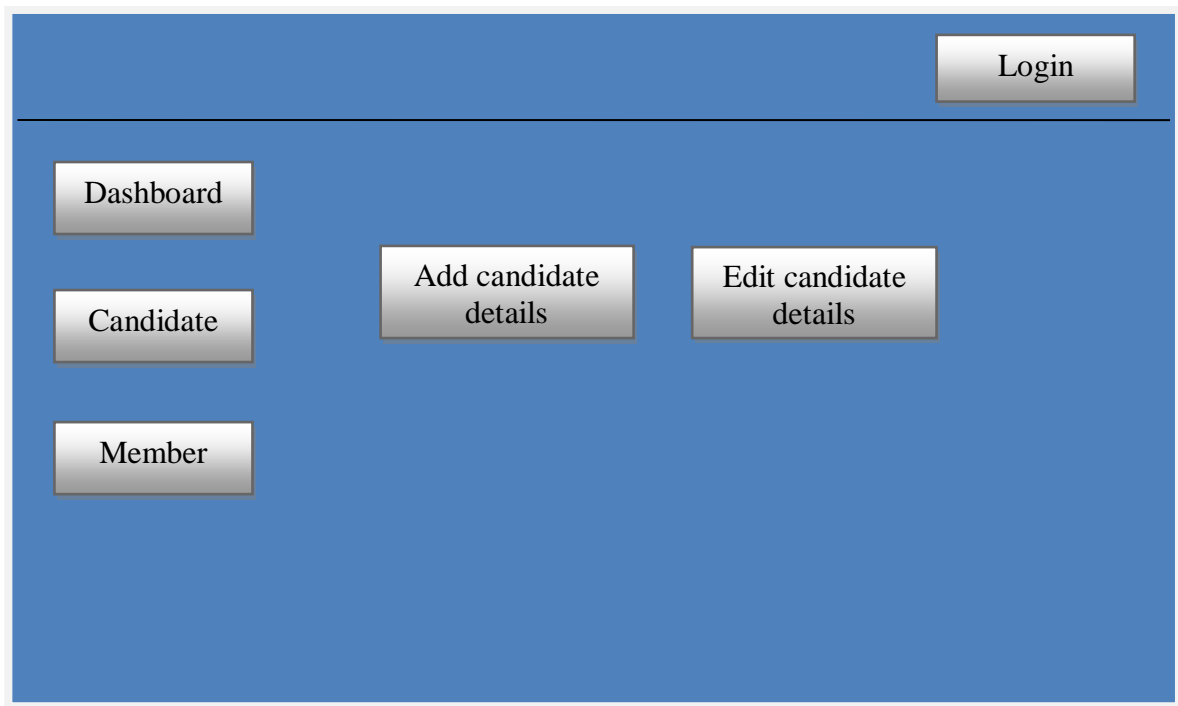 Login
Dashboard
Add candidate
details
Edit candidate
details
Candidate
Member